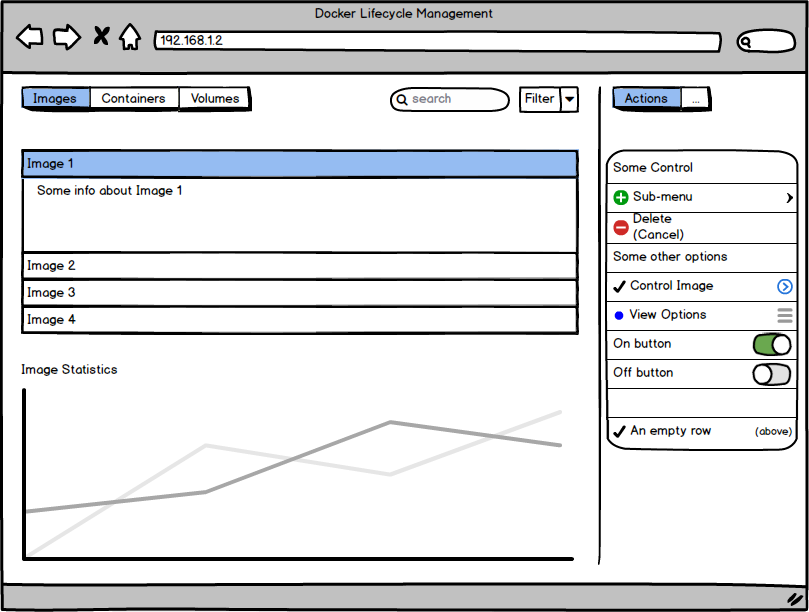 Docker Lifecycle Management
192.168.1.2
Images Containers Volumes
search
Filter
Actions ...
Image 1
Some info about Image 1
Image 2
Image 3
Image 4
Image Statistics
Some Control
Sub-menu
Delete
(Cancel)
Some other options
Control Image
View Options
On button
Off button
An empty row (above)